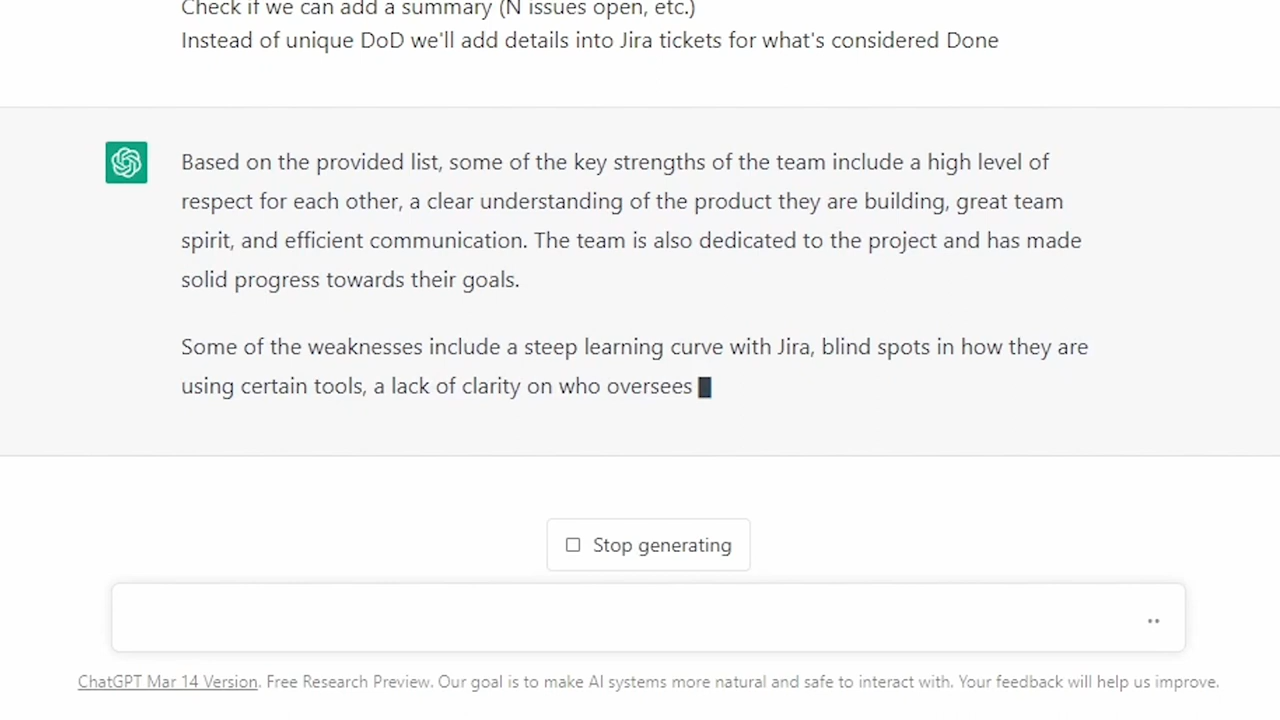 Check if we can add a summary (N issues open, etc.)
Instead of unique DoD we'll add details into Jira tickets for what's considered Done
Based on the provided list, some of the key strengths of the team include a high level of
respect for each other, a clear understanding of the product they are building, great team
spirit, and efficient communication. The team is also dedicated to the project and has made
solid progress towards their goals.
Some of the weaknesses include a steep learning curve with Jira, blind spots in how they are
using certain tools, a lack of clarity on who oversees
Stop generating
ChatGPT Mar 14 Version. Free Research Preview. Our goal is to make AI systems more natural and safe to interact with. Your feedback will help us improve.